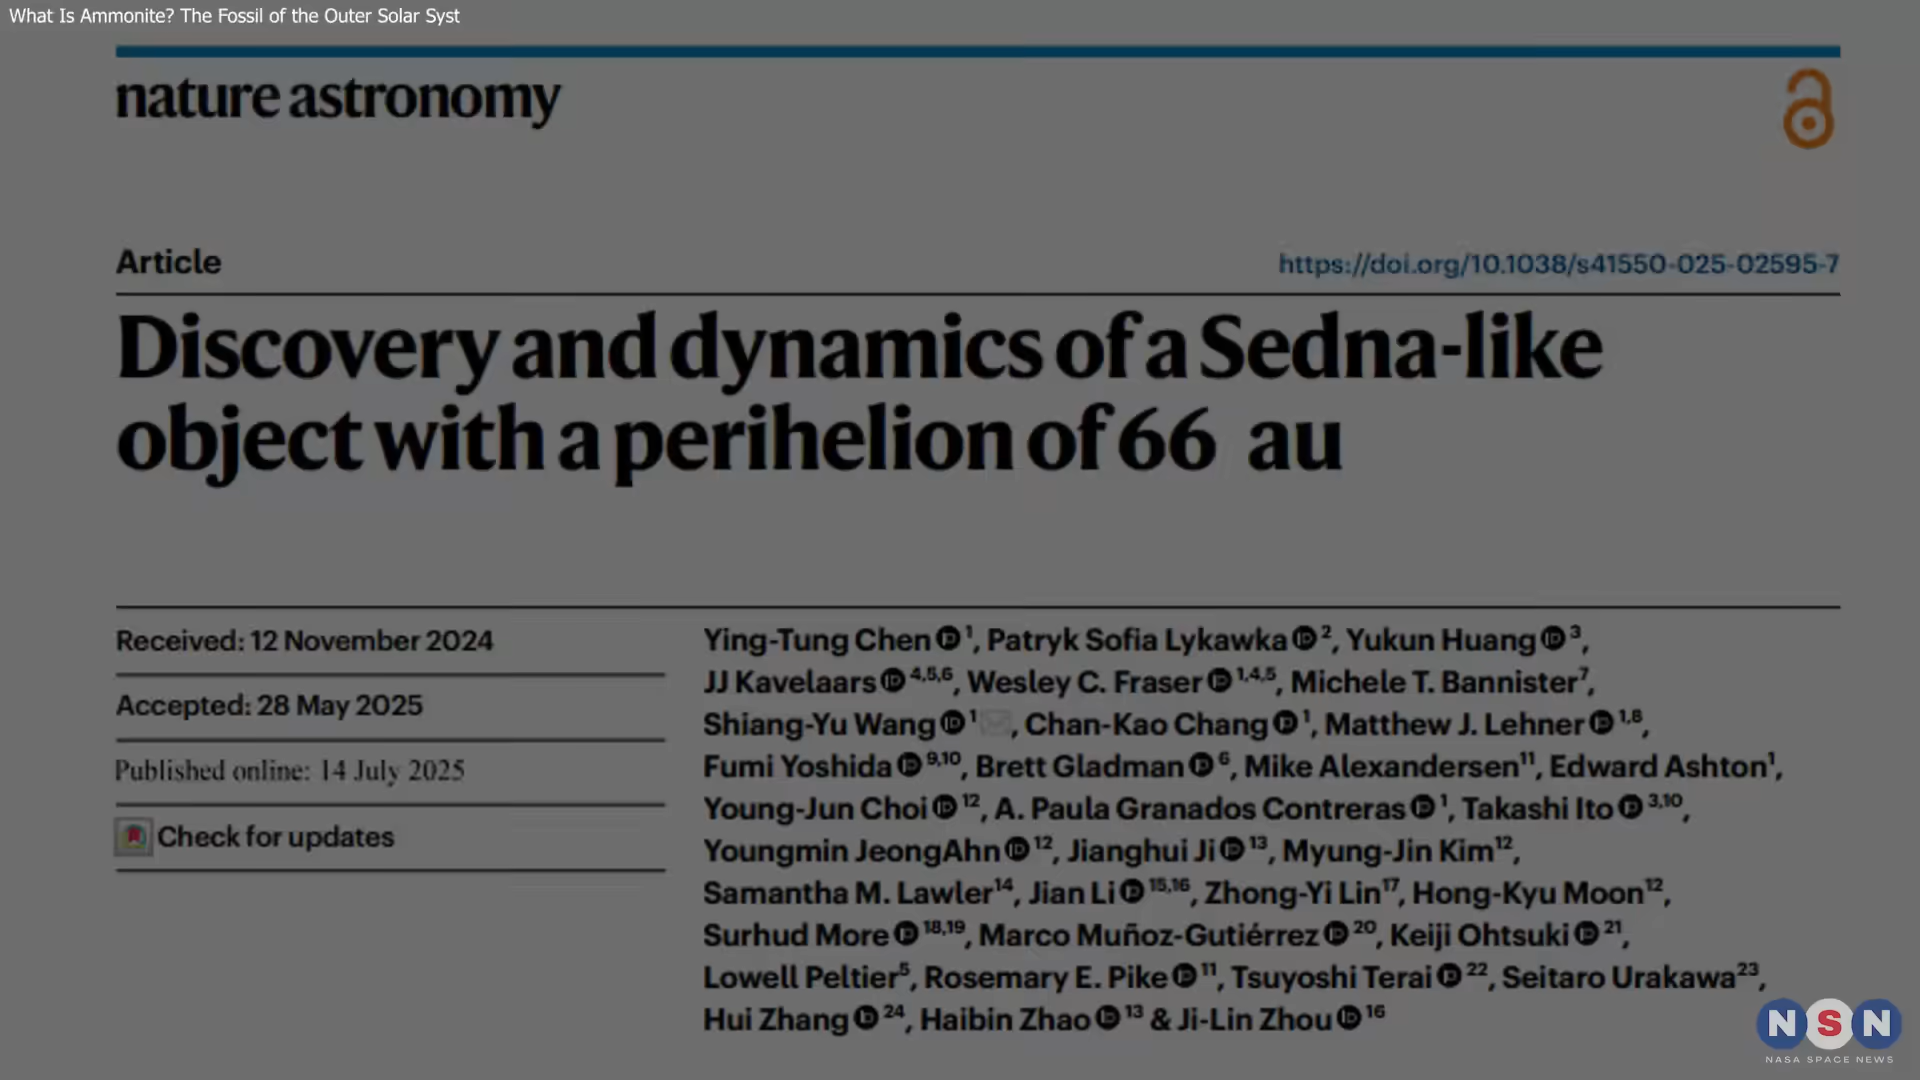 What Is Ammonite? The Fossil of the Outer Solar Syst
nature astronomy
Article
https://doi.org/10.1038/s41550-025-02595-7
Discovery and dynamics of a Sedna-like
object with a perihelion of 66 au
Received: 12 November 2024
Accepted: 28 May 2025
Published online: 14 July 2025
Check for updates
Ying-Tung Chen 1, Patryk Sofia Lykawka 2, Yukun Huang 3,
JJ Kavelaars 4,5,6, Wesley C. Fraser 1,4,5, Michele T. Bannister7,
Shiang-Yu Wang 1, Chan-Kao Chang 1, Matthew J. Lehner 1,8,
Fumi Yoshida 9,10, Brett Gladman 6, Mike Alexandersen11, Edward Ashton1,
Young-Jun Choi 12, A. Paula Granados Contreras 1, Takashi Ito 3,10,
Youngmin JeongAhn 12, Jianghui Ji 13, Myung-Jin Kim12,
Samantha M. Lawler14, Jian Li 15,16, Zhong-Yi Lin17, Hong-Kyu Moon12,
Surhud More 18,19, Marco Muñoz-Gutiérrez 20, Keiji Ohtsuki 21,
Lowell Peltier5, Rosemary E. Pike 11, Tsuyoshi Terai 22, Seitaro Urakawa23,
Hui Zhang 24, Haibin Zhao 13 & Ji-Lin Zhou 16
NSN
NASA SPACE NEWS